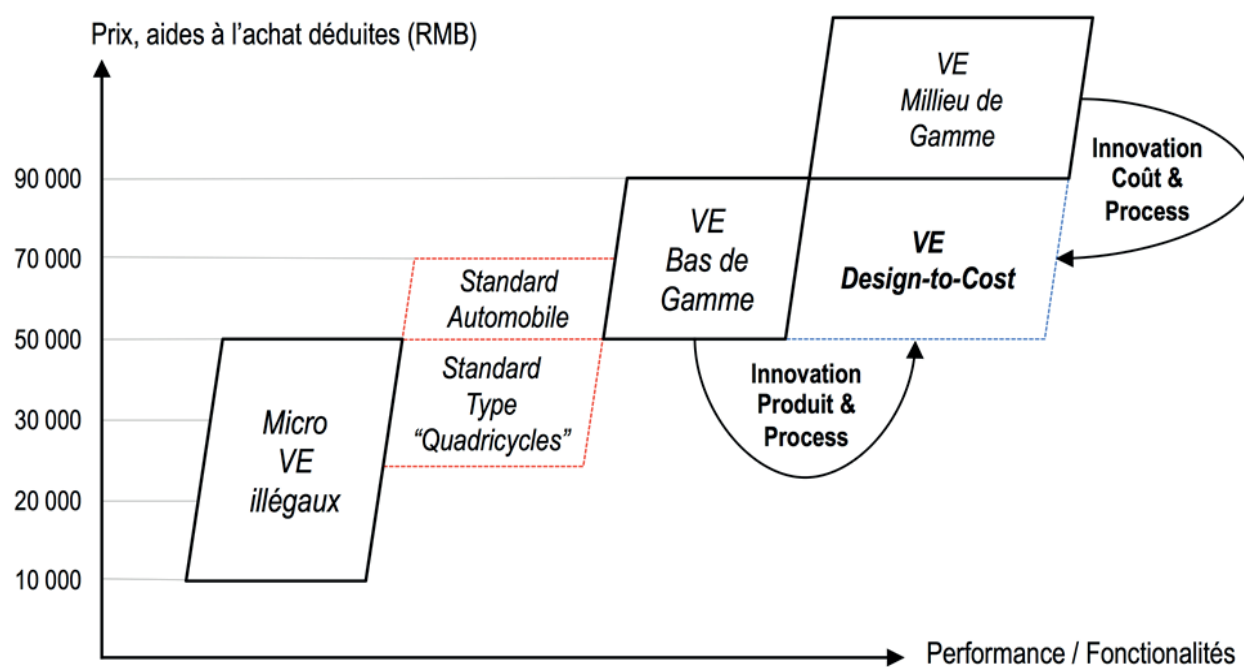 Prix, aides à l'achat déduites (RMB)
VE
Millieu de
Gamme
Innovation
Coût &
Process
90 000
VE
Bas de
Gamme
VE
Design-to-Cost
70 000
Standard
Automobile
50 000
Standard
Type
“Quadricycles”
Innovation
Produit &
Process
30 000
Micro
VE
illégaux
20 000
10 000
Performance / Fonctionalités